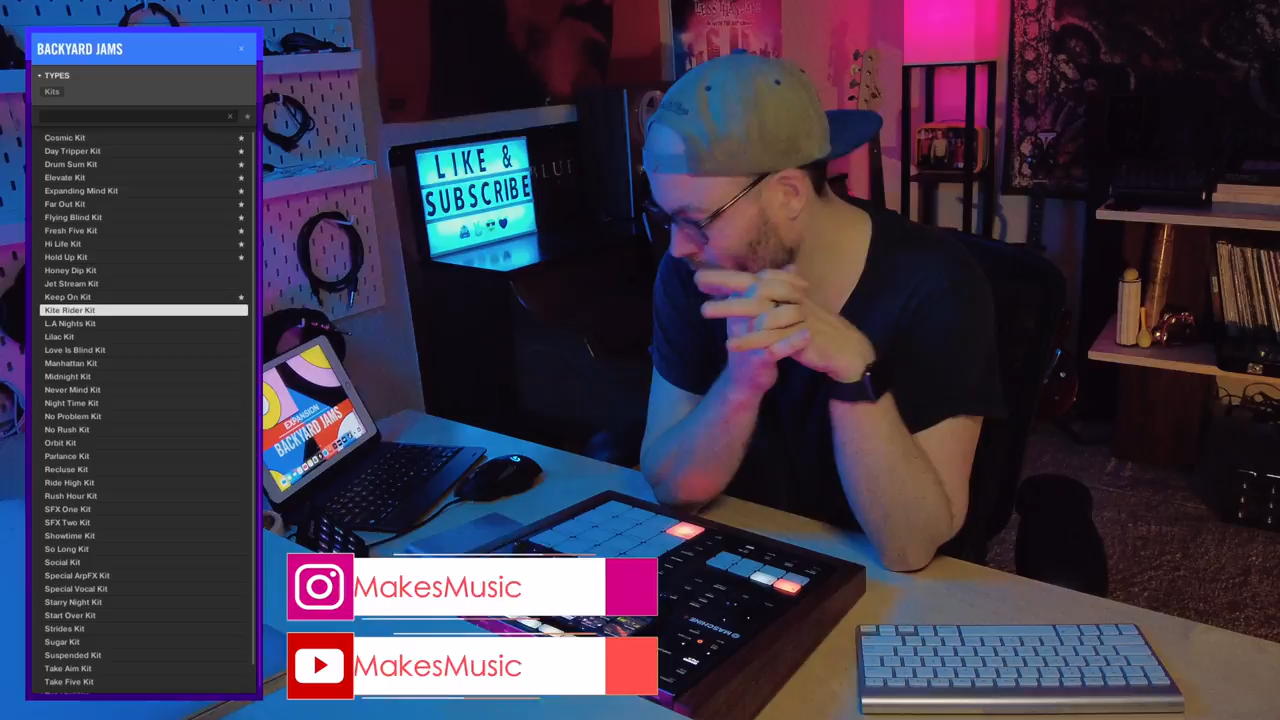 BACKYARD JAMS
TYPES
Kits
Cosmic Kit
Day Tripper Kit
Drum Sum Kit
Elevate Kit
Expanding Mind Kit
Far Out Kit
Flying Blind Kit
Fresh Five Kit
Hi Life Kit
Hold Up Kit
Honey Dip Kit
Jet Stream Kit
Keep On Kit
Kite Rider Kit
L.A Nights Kit
Lilac Kit
Love Is Blind Kit
Manhattan Kit
Midnight Kit
Never Mind Kit
Night Time Kit
No Problem Kit
No Rush Kit
Orbit Kit
Parlance Kit
Recluse Kit
Ride High Kit
Rush Hour Kit
SFX One Kit
SFX Two Kit
Showtime Kit
So Long Kit
Social Kit
Special ArpFX Kit
Special Vocal Kit
Starry Night Kit
Start Over Kit
Strides Kit
Sugar Kit
Suspended Kit
Take Aim Kit
Take Five Kit
LIKE &
SUBSCRIBE
BLUE
EXPANSION
BACKYARD JAMS
MASCHINE
MakesMusic
MakesMusic